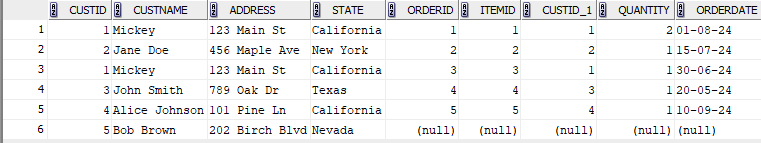 CUSTID CUSTNAME ADDRESS STATE ORDERID ITEMID CUSTID_1 QUANTITY ORDERDATE
1 1 Mickey 123 Main St California 1 1 1 2 01-08-24
2 2 Jane Doe 456 Maple Ave New York 2 2 2 1 15-07-24
3 1 Mickey 123 Main St California 3 3 1 1 30-06-24
4 3 John Smith 789 Oak Dr Texas 4 4 3 1 20-05-24
5 4 Alice Johnson 101 Pine Ln California 5 5 4 1 10-09-24
6 5 Bob Brown 202 Birch Blvd Nevada (null) (null) (null) (null) (null)